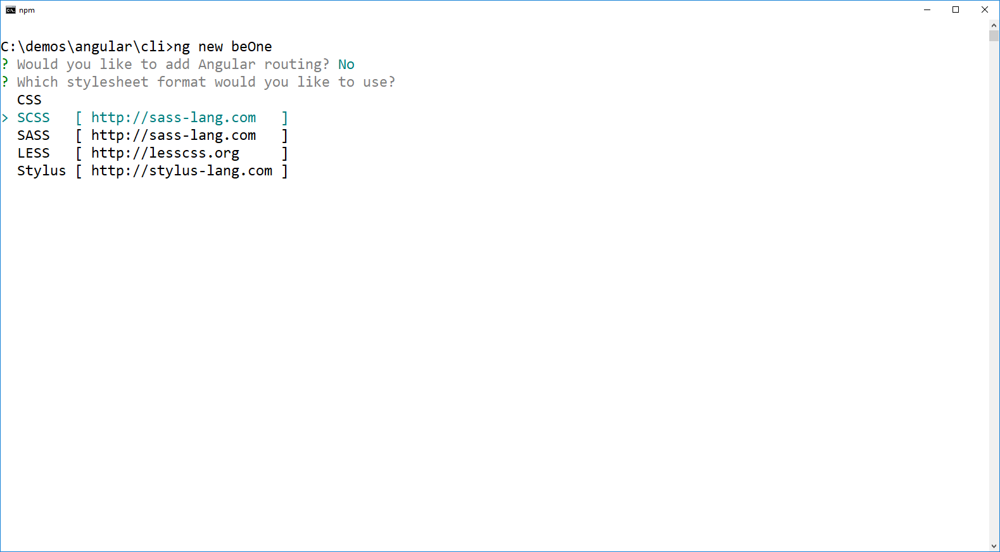 npm
C:\demos\angular\cli>ng new beOne
? Would you like to add Angular routing? No
? Which stylesheet format would you like to use?
  CSS
> SCSS   [ http://sass-lang.com   ]
  SASS   [ http://sass-lang.com   ]
  LESS   [ http://lesscss.org     ]
  Stylus [ http://stylus-lang.com ]